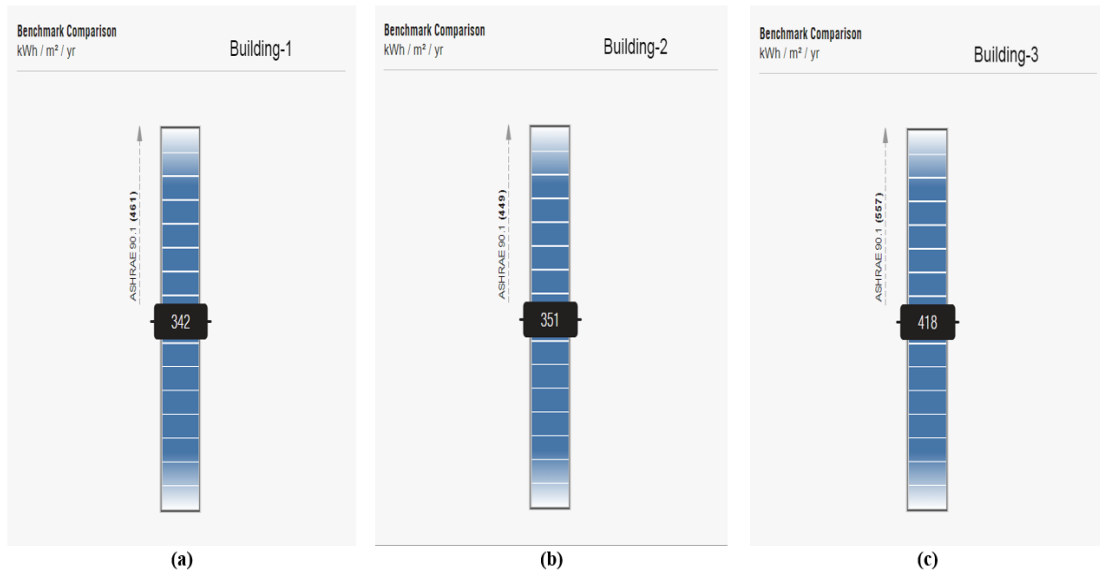 Benchmark Comparison
kWh / m² / yr
Building-1
ASHRAE 90.1 (461)
342
(a)
Benchmark Comparison
kWh / m² / yr
Building-2
ASHRAE 90.1 (449)
351
(b)
Benchmark Comparison
kWh / m² / yr
Building-3
ASHRAE 90.1 (557)
418
(c)